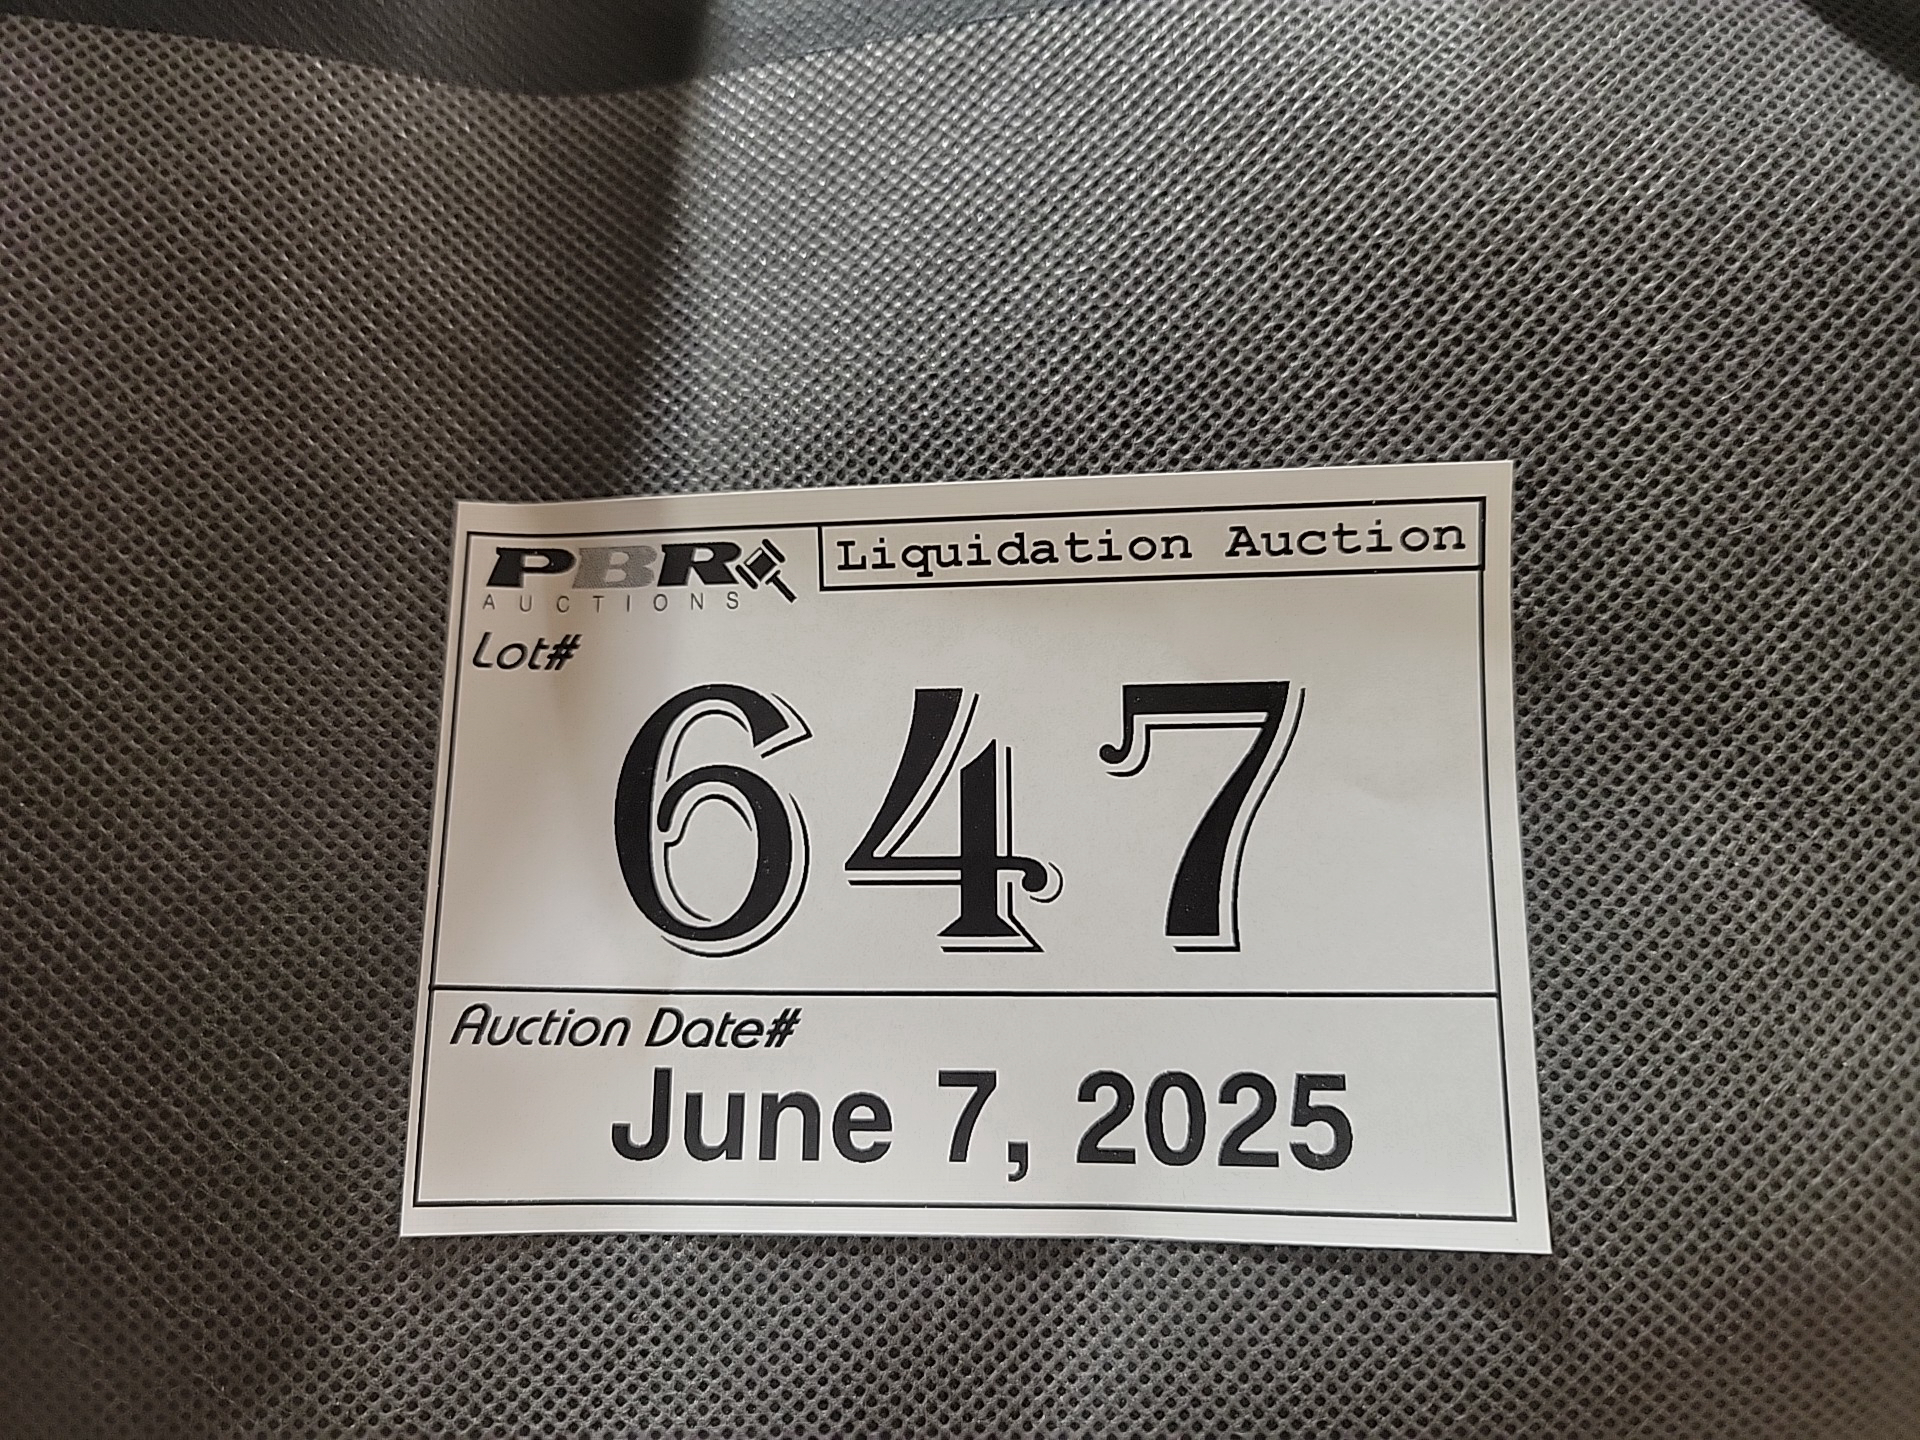 PBR
AUCTIONS
Liquidation Auction
Lot#
647
Auction Date#
June 7, 2025